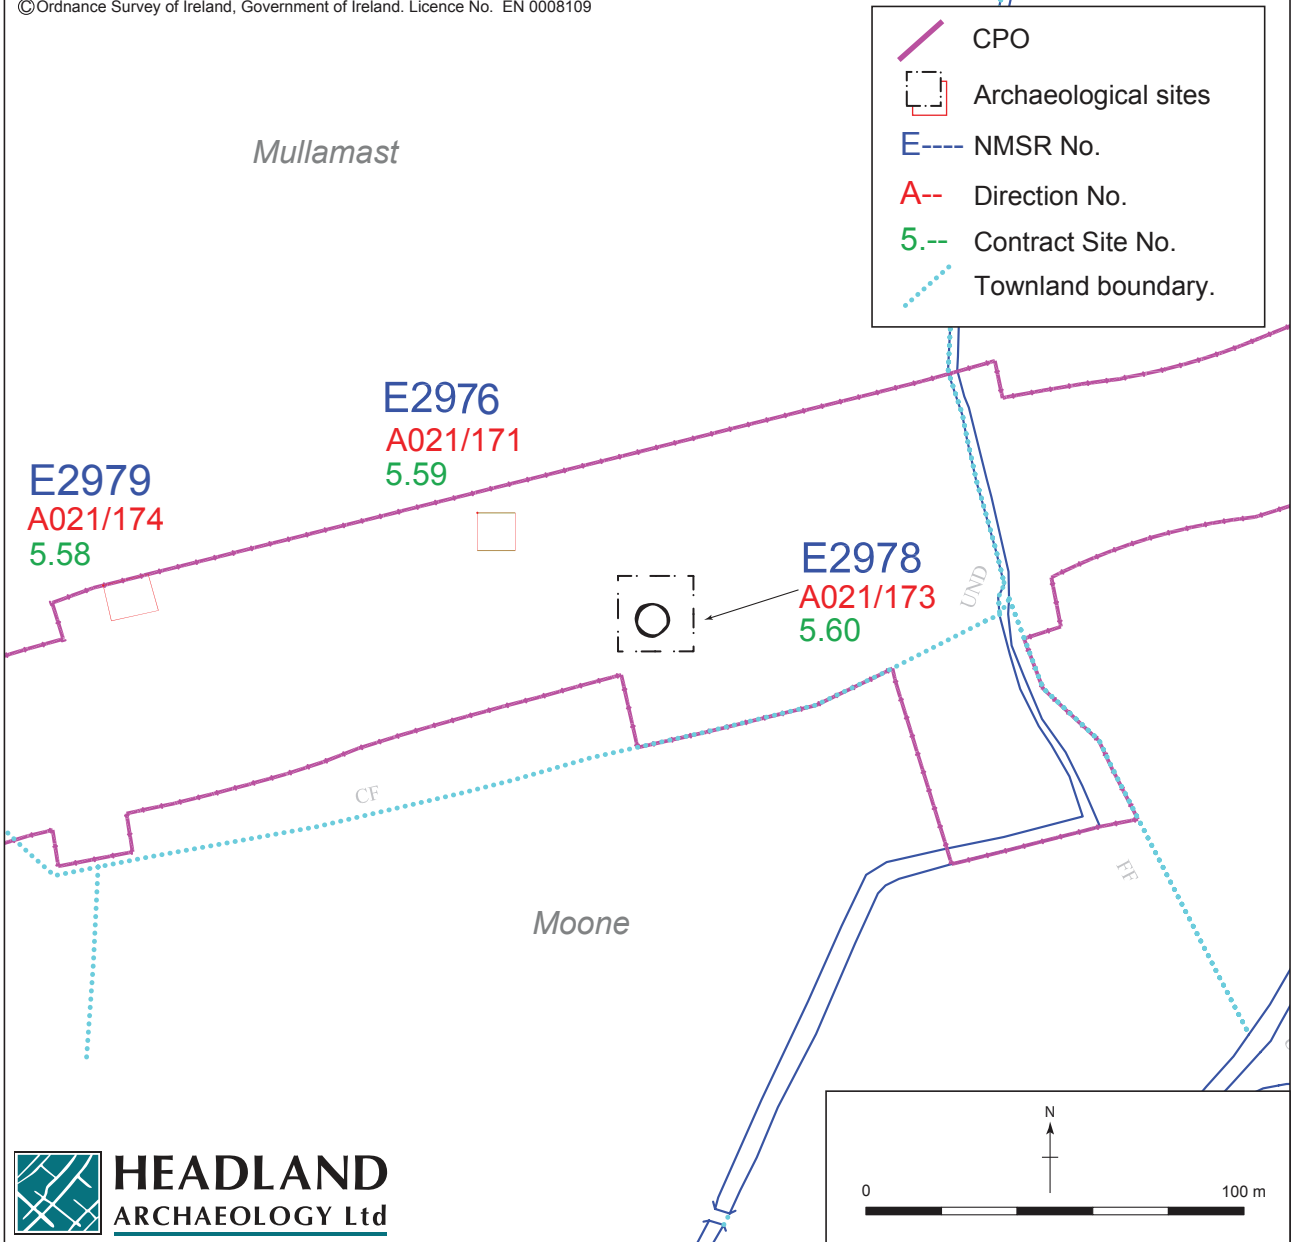 ©Ordnance Survey of Ireland, Government of Ireland. Licence No. EN 0008109
CPO
Archaeological sites
E---- NMSR No.
A-- Direction No.
5.-- Contract Site No.
Townland boundary.
Mullamast
E2976
A021/171
5.59
E2979
A021/174
5.58
E2978
A021/173
5.60
UND
CF
FF
Moone
HEADLAND
ARCHAEOLOGY Ltd
N
0 100 m